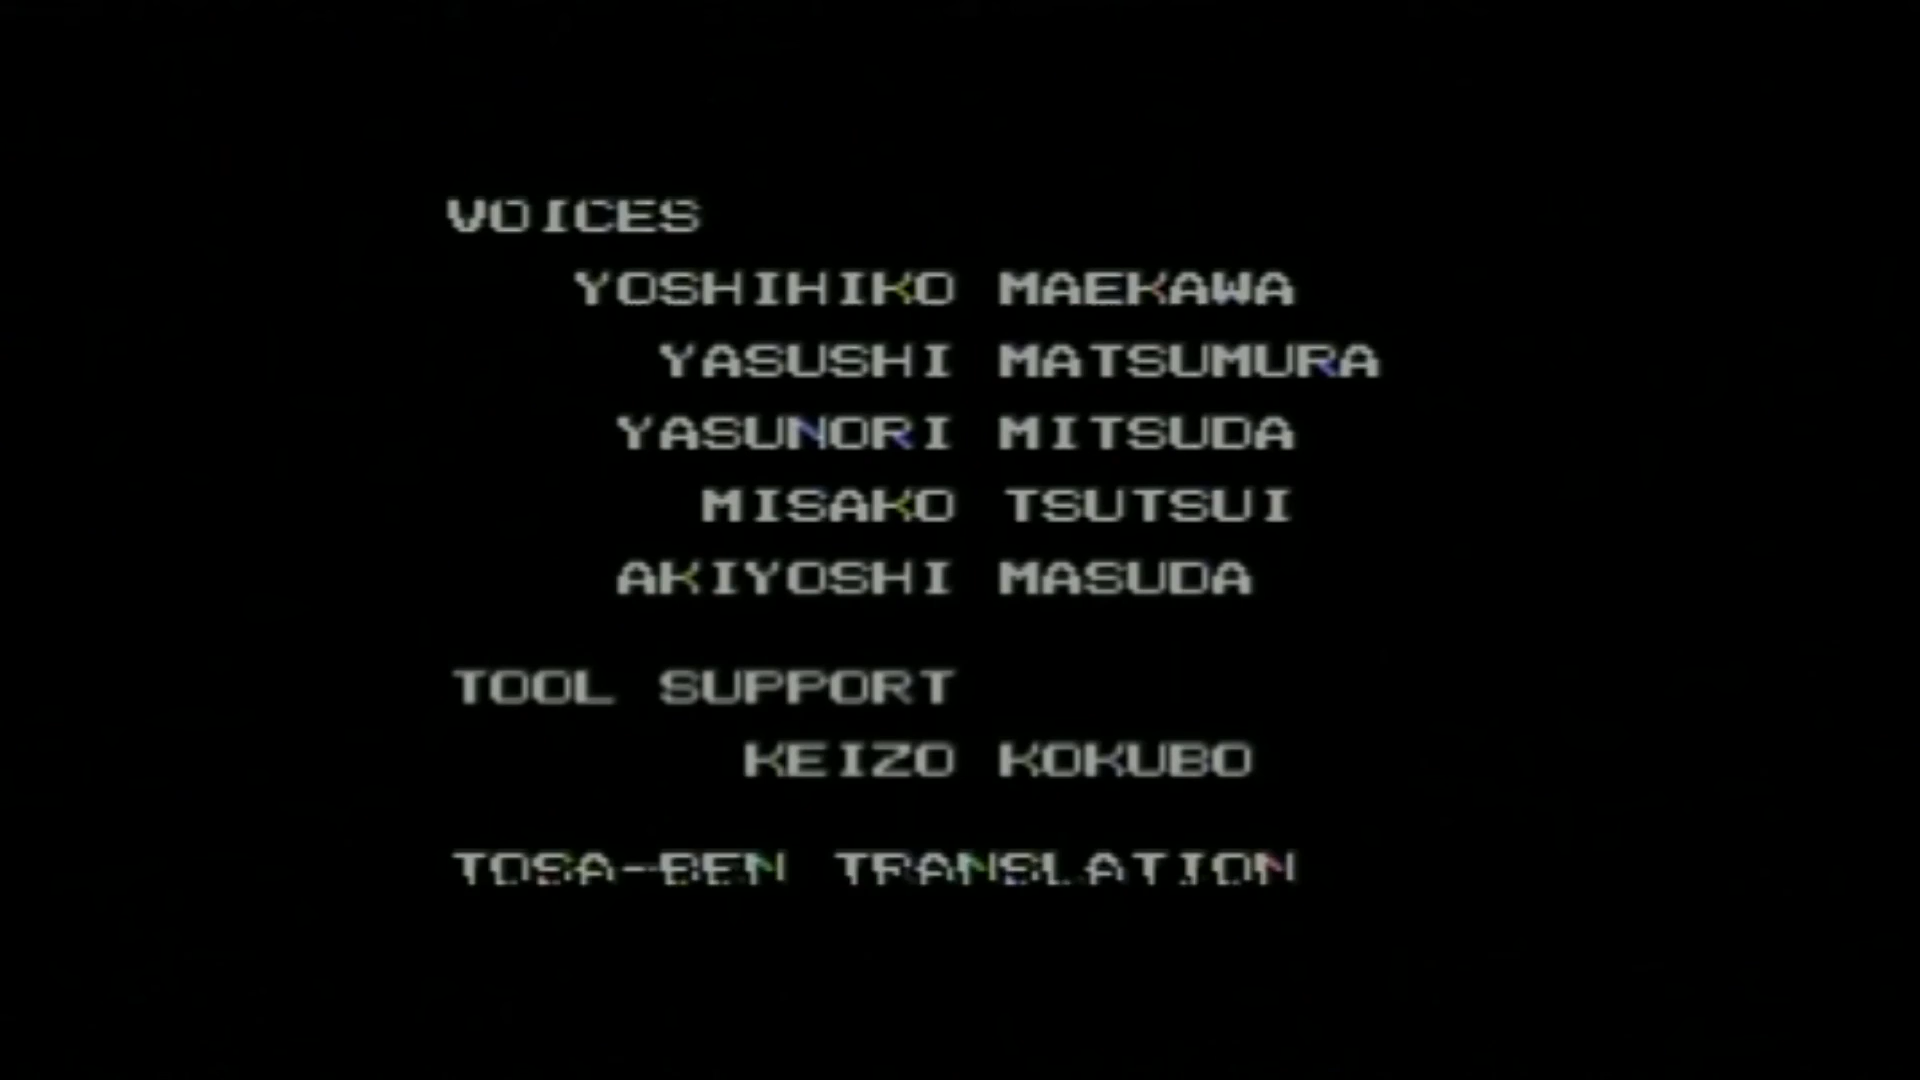 VOICES
YOSHIHIKO MAEKAWA
YASUSHI MATSUMURA
YASUNORI MITSUDA
MISAKO TSUTSUI
AKIYOSHI MASUDA
TOOL SUPPORT
KEIZO KOKUBO
TOSA-BEN TRANSLATION